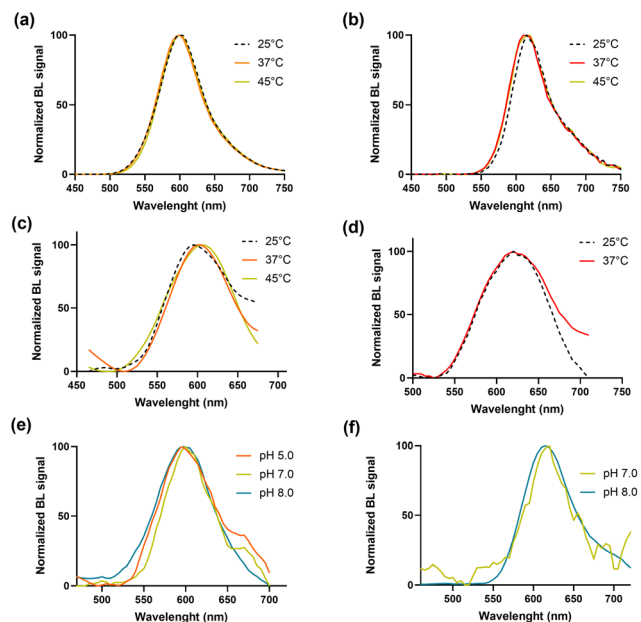 (a)
Normalized BL signal
100
50
0
450 500 550 600 650 700 750
Wavelenght (nm)
25°C
37°C
45°C
(b)
Normalized BL signal
100
50
0
450 500 550 600 650 700 750
Wavelenght (nm)
25°C
37°C
45°C
(c)
Normalized BL signal
100
50
0
450 500 550 600 650 700
Wavelenght (nm)
25°C
37°C
45°C
(d)
Normalized BL signal
100
50
0
500 550 600 650 700 750
Wavelenght (nm)
25°C
37°C
(e)
Normalized BL signal
100
50
0
500 550 600 650 700
Wavelenght (nm)
pH 5.0
pH 7.0
pH 8.0
(f)
Normalized BL signal
100
50
0
500 550 600 650 700
Wavelenght (nm)
pH 7.0
pH 8.0